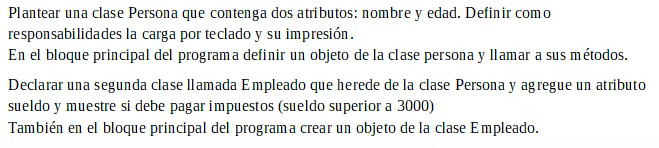 Plantear una clase Persona que contenga dos atributos: nombre y edad. Definir como
responsabilidades la carga por teclado y su impresión.
En el bloque principal del programa definir un objeto de la clase persona y llamar a sus métodos.
Declarar una segunda clase llamada Empleado que herede de la clase Persona y agregue un atributo
sueldo y muestre si debe pagar impuestos (sueldo superior a 3000)
También en el bloque principal del programa crear un objeto de la clase Empleado.